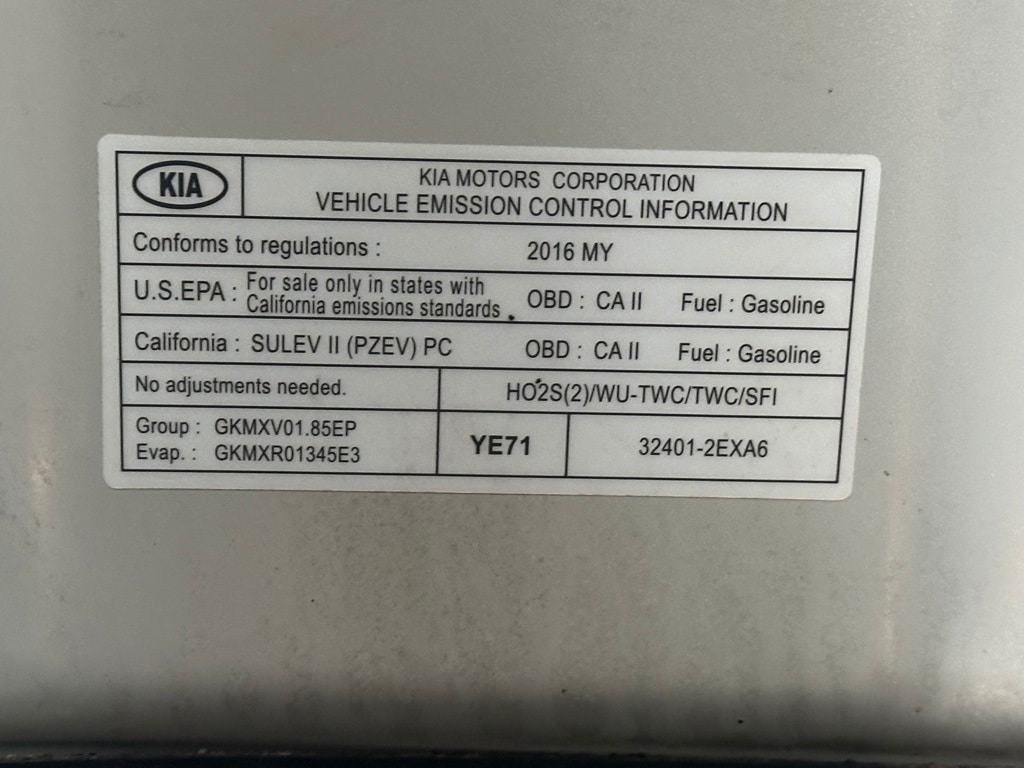 KIA
KIA MOTORS CORPORATION
VEHICLE EMISSION CONTROL INFORMATION
Conforms to regulations : 2016 MY
U.S.EPA : For sale only in states with
California emissions standards . OBD : CA II Fuel : Gasoline
California : SULEV II (PZEV) PC OBD : CA II Fuel : Gasoline
No adjustments needed. HO2S(2)/WU-TWC/TWC/SFI
Group : GKMXV01.85EP
Evap. : GKMXR01345E3
YE71
32401-2EXA6